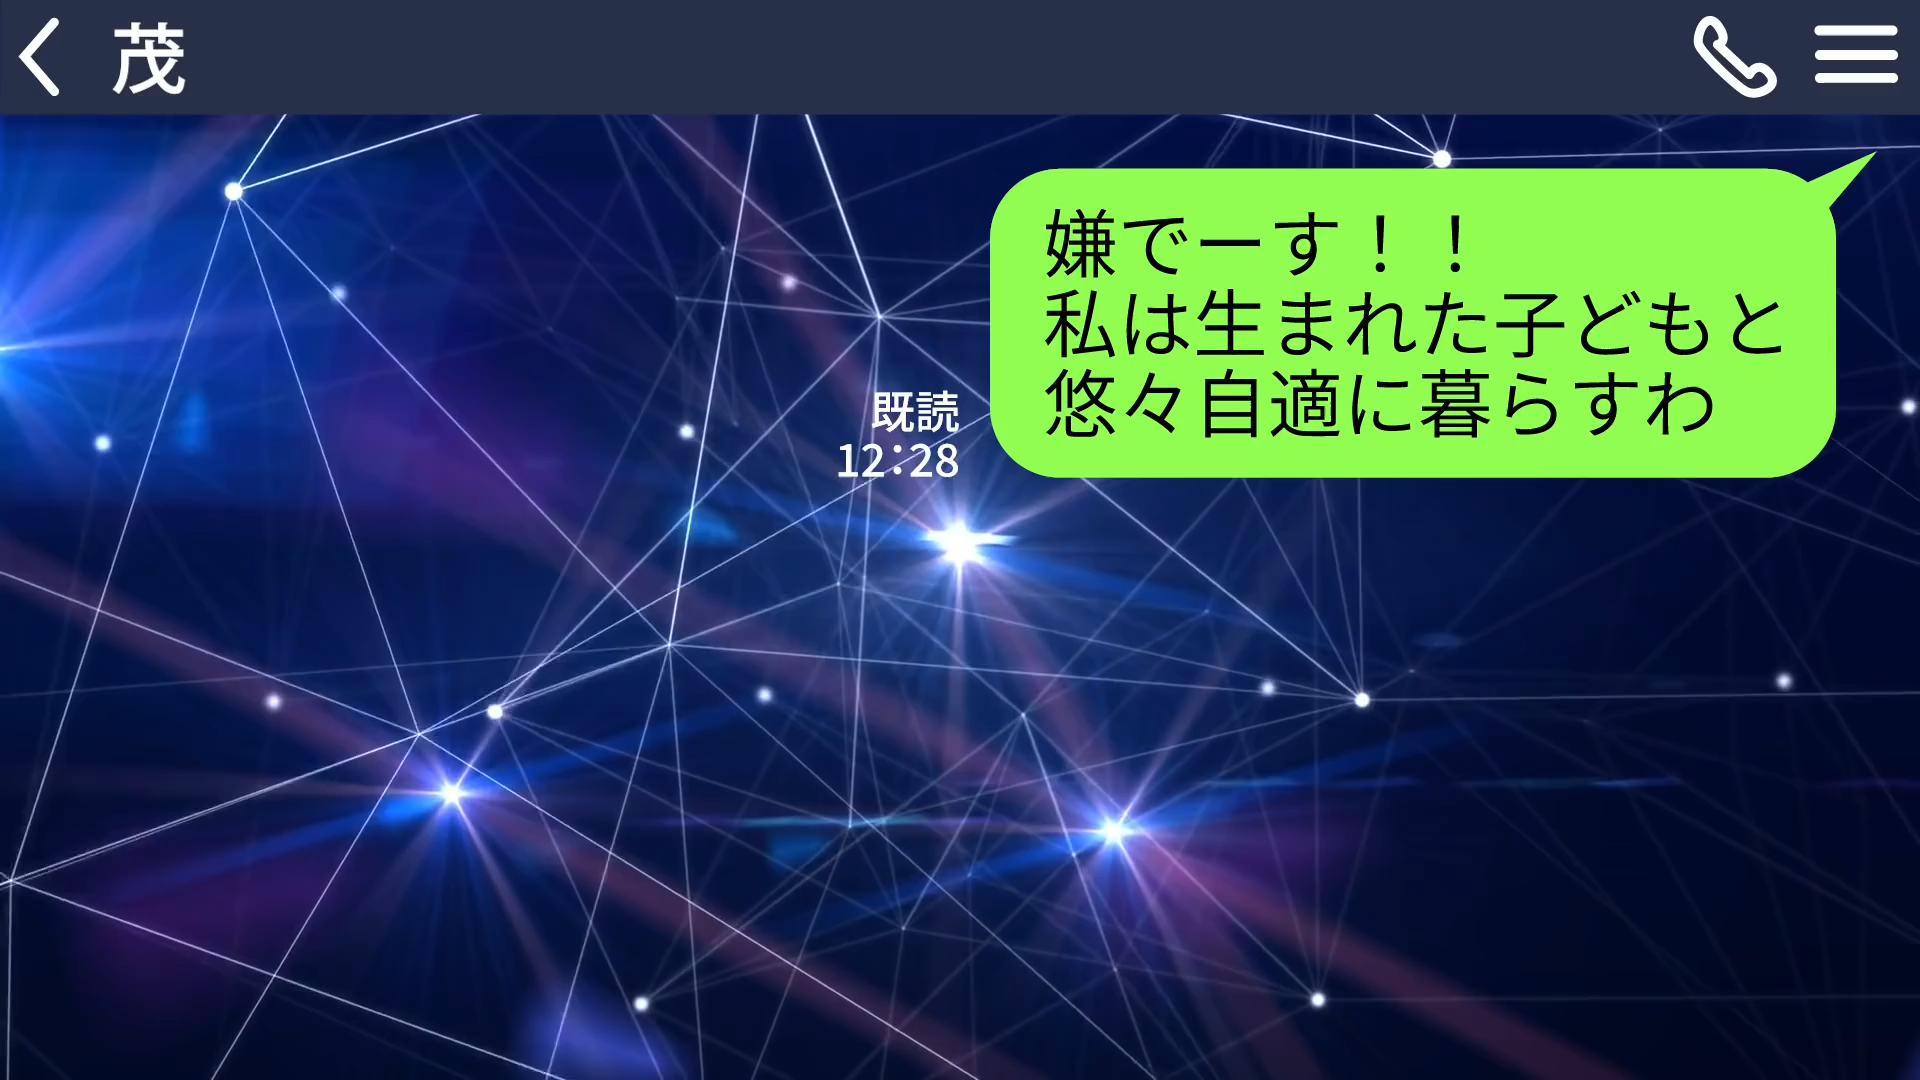 茂
嫌でーす！！
私は生まれた子どもと
悠々自適に暮らすわ
既読
12:28